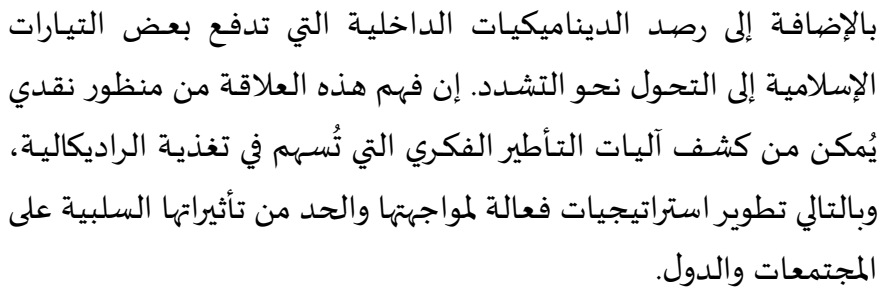 بالإضافة إلى رصد الديناميكيات الداخلية التي تدفع بعض التيارات
الإسلامية إلى التحول نحو التشدد. إن فهم هذه العلاقة من منظور نقدي
يُمكن من كشف آليات التأطير الفكري التي تُسهم في تغذية الراديكالية،
وبالتالي تطوير استراتيجيات فعالة لمواجهتها والحد من تأثيراتها السلبية على
المجتمعات والدول.